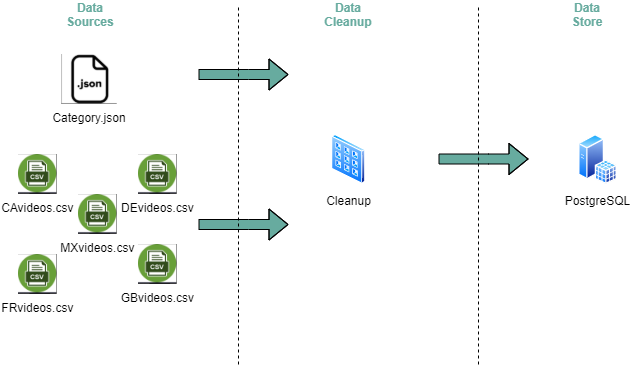 Data
Sources
Data
Cleanup
Data
Store
.json
Category.json
CSV
CAvideos.csv
CSV
DEvideos.csv
CSV
MXvideos.csv
CSV
FRvideos.csv
CSV
GBvideos.csv
Cleanup
PostgreSQL